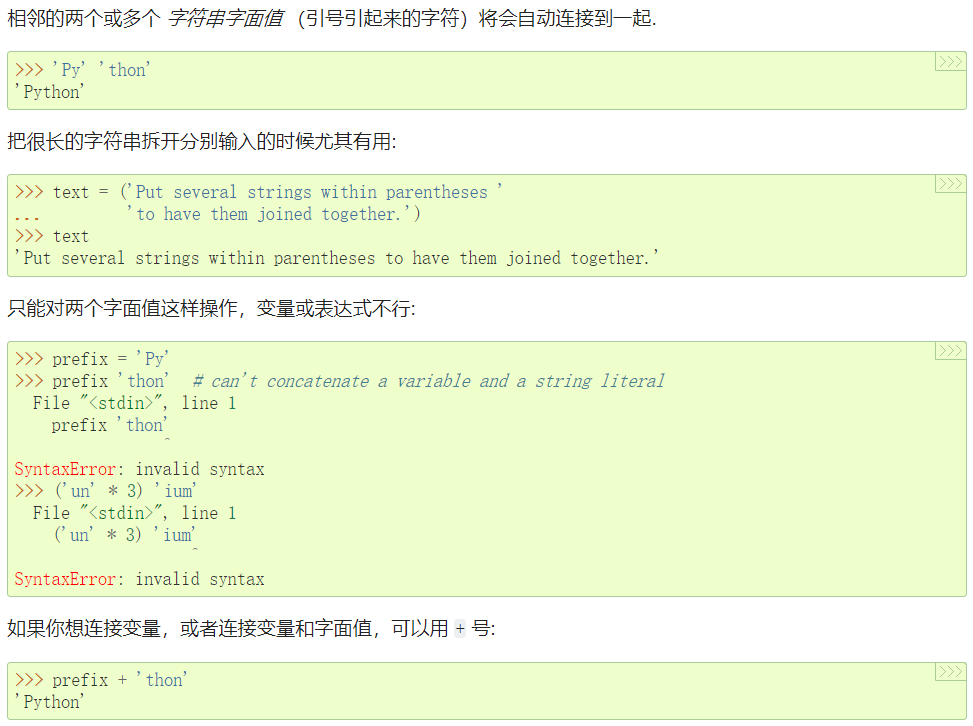 相邻的两个或多个 字符串字面值 （引号引起来的字符）将会自动连接到一起.
>>>
>>> 'Py' 'thon'
'Python'
把很长的字符串拆开分别输入的时候尤其有用:
>>>
>>> text = ('Put several strings within parentheses '
...         'to have them joined together.')
>>> text
'Put several strings within parentheses to have them joined together.'
只能对两个字面值这样操作，变量或表达式不行:
>>>
>>> prefix = 'Py'
>>> prefix 'thon'  # can't concatenate a variable and a string literal
  File "<stdin>", line 1
    prefix 'thon'
                ^
SyntaxError: invalid syntax
>>> ('un' * 3) 'ium'
  File "<stdin>", line 1
    ('un' * 3) 'ium'
                   ^
SyntaxError: invalid syntax
如果你想连接变量，或者连接变量和字面值，可以用 + 号:
>>>
>>> prefix + 'thon'
'Python'